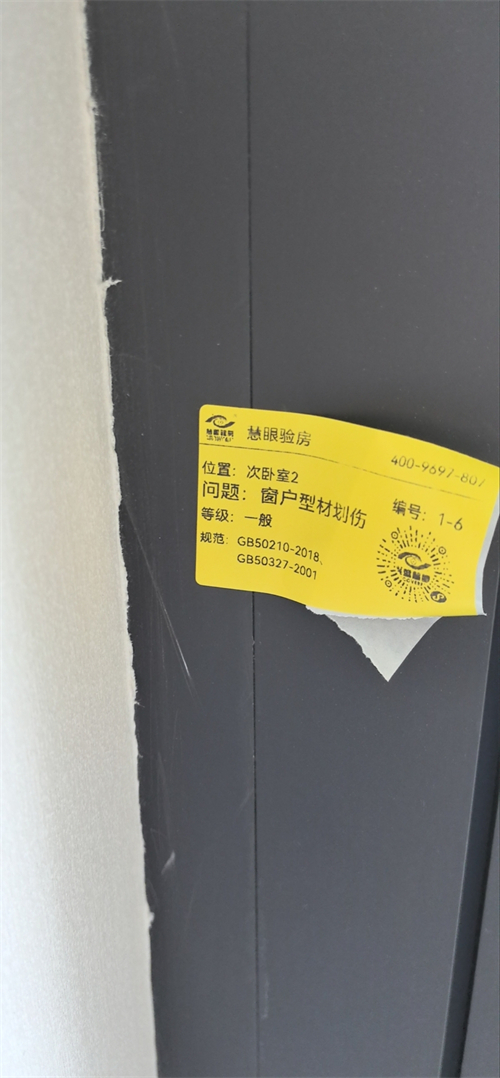 慧眼验房
400-9697-807
位置：次卧室2
问题：窗户型材划伤
编号：1-6
等级：一般
规范：GB50210-2018、
GB50327-2001